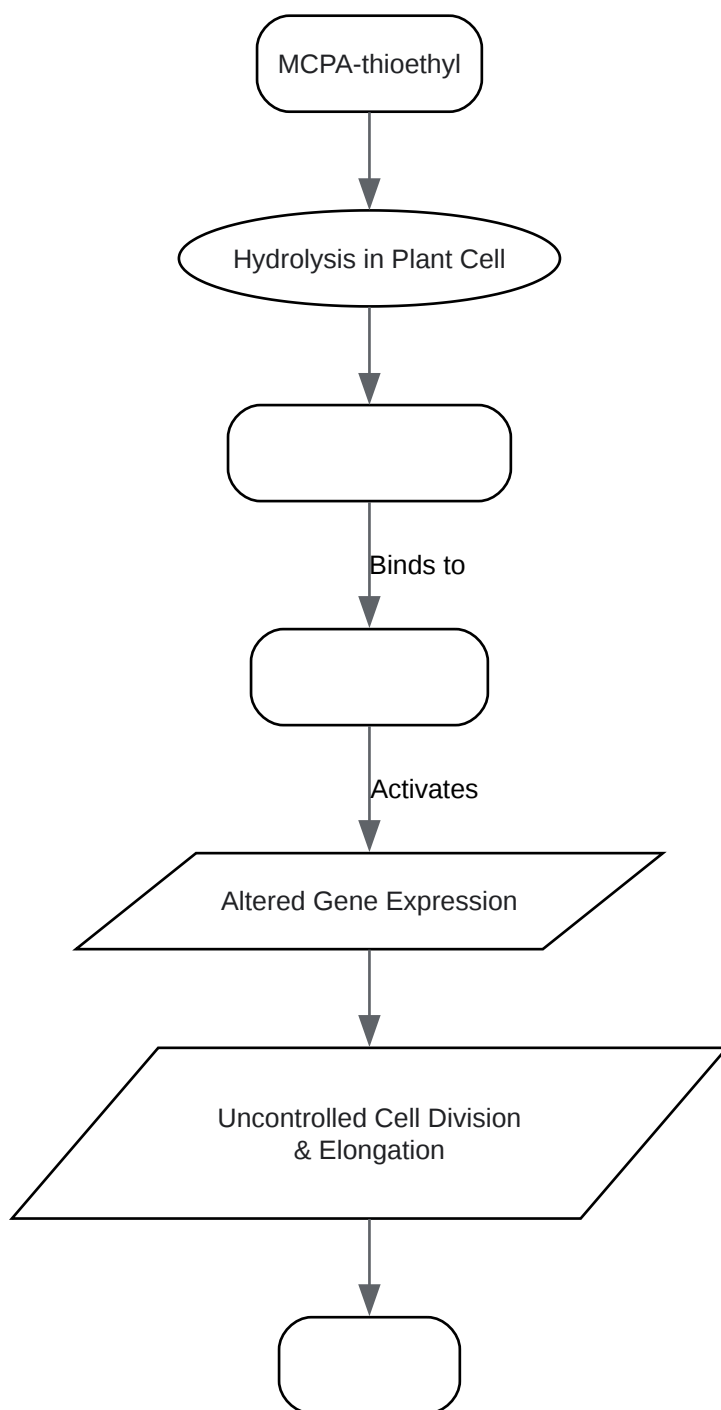 MCPA-thioethyl
Hydrolysis in Plant Cell
Binds to
Activates
Altered Gene Expression
Uncontrolled Cell Division
& Elongation